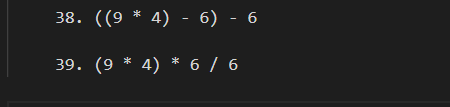 38. ((9 * 4) - 6) - 6
39. (9 * 4) * 6 / 6